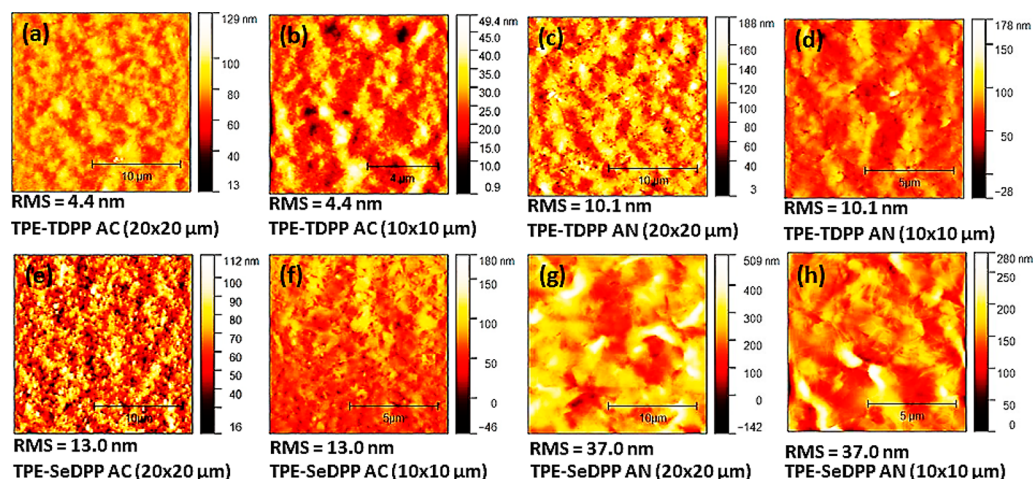 (a)
129 nm
100
80
60
40
13
10 µm
RMS = 4.4 nm
TPE-TDPP AC (20x20 µm)
(b)
49.4 nm
45.0
40.0
35.0
30.0
25.0
20.0
15.0
10.0
0.9
4 µm
RMS = 4.4 nm
TPE-TDPP AC (10x10 µm)
(c)
188 nm
160
140
120
100
80
60
40
3
10 µm
RMS = 10.1 nm
TPE-TDPP AN (20x20 µm)
(d)
178 nm
150
100
50
−28
5µm
RMS = 10.1 nm
TPE-TDPP AN (10x10 µm)
(e)
112 nm
100
90
80
70
60
50
40
16
10µm
RMS = 13.0 nm
TPE-SeDPP AC (20x20 µm)
(f)
180 nm
100
50
0
−46
5µm
RMS = 13.0 nm
TPE-SeDPP AC (10x10 µm)
(g)
509 nm
400
300
200
100
0
−142
10µm
RMS = 37.0 nm
TPE-SeDPP AN (20x20 µm)
(h)
280 nm
250
200
150
100
50
0
5 µm
RMS = 37.0 nm
TPE-SeDPP AN (10x10 µm)